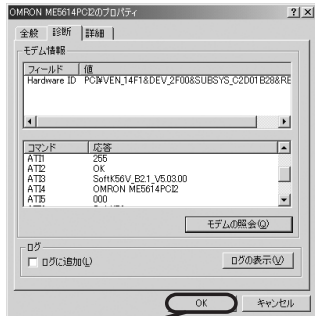 OMRON ME5614PCI2のプロパティ
全般 診断 詳細
モデム情報
フィールド 値
Hardware ID PCI¥VEN_14F1&DEV_2F00&SUBSYS_C2D01B28&RE
コマンド 応答
ATI1 255
ATI2 OK
ATI3 SoftK56V_B2.1_V5.03.00
ATI4 OMRON ME5614PCI2
ATI5 000
モデムの照会(Q)
ログ
ログに追加(L)
ログの表示(V)
OK キャンセル